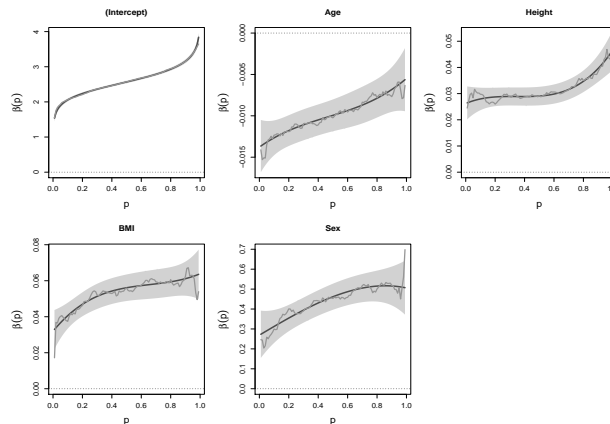 (Intercept)
β(p)
4
3
2
1
0
0.0 0.2 0.4 0.6 0.8 1.0
p
Age
β(p)
0.000
-0.005
-0.010
-0.015
0.0 0.2 0.4 0.6 0.8 1.0
p
Height
β(p)
0.05
0.04
0.03
0.02
0.01
0.00
0.0 0.2 0.4 0.6 0.8 1.0
p
BMI
β(p)
0.08
0.06
0.04
0.02
0.00
0.0 0.2 0.4 0.6 0.8 1.0
p
Sex
β(p)
0.7
0.6
0.5
0.4
0.3
0.2
0.1
0.0
0.0 0.2 0.4 0.6 0.8 1.0
p